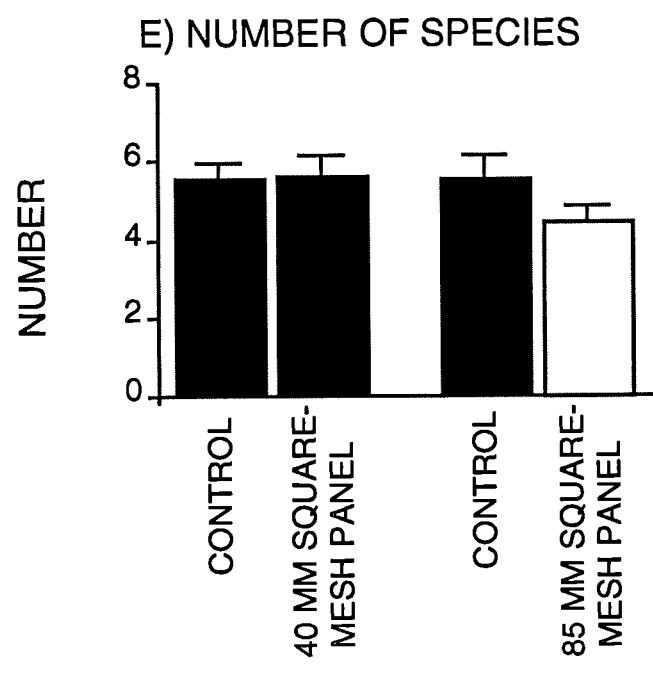 E) NUMBER OF SPECIES
NUMBER
8
6
4
2
0
CONTROL
40 MM SQUARE-
MESH PANEL
CONTROL
85 MM SQUARE-
MESH PANEL